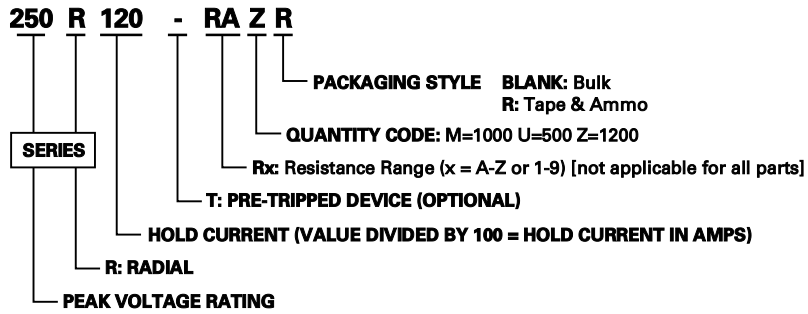 250 R 120 - RA Z R
PACKAGING STYLE BLANK: Bulk
R: Tape & Ammo
QUANTITY CODE: M=1000 U=500 Z=1200
SERIES
Rx: Resistance Range (x = A-Z or 1-9) [not applicable for all parts]
T: PRE-TRIPPED DEVICE (OPTIONAL)
HOLD CURRENT (VALUE DIVIDED BY 100 = HOLD CURRENT IN AMPS)
R: RADIAL
PEAK VOLTAGE RATING